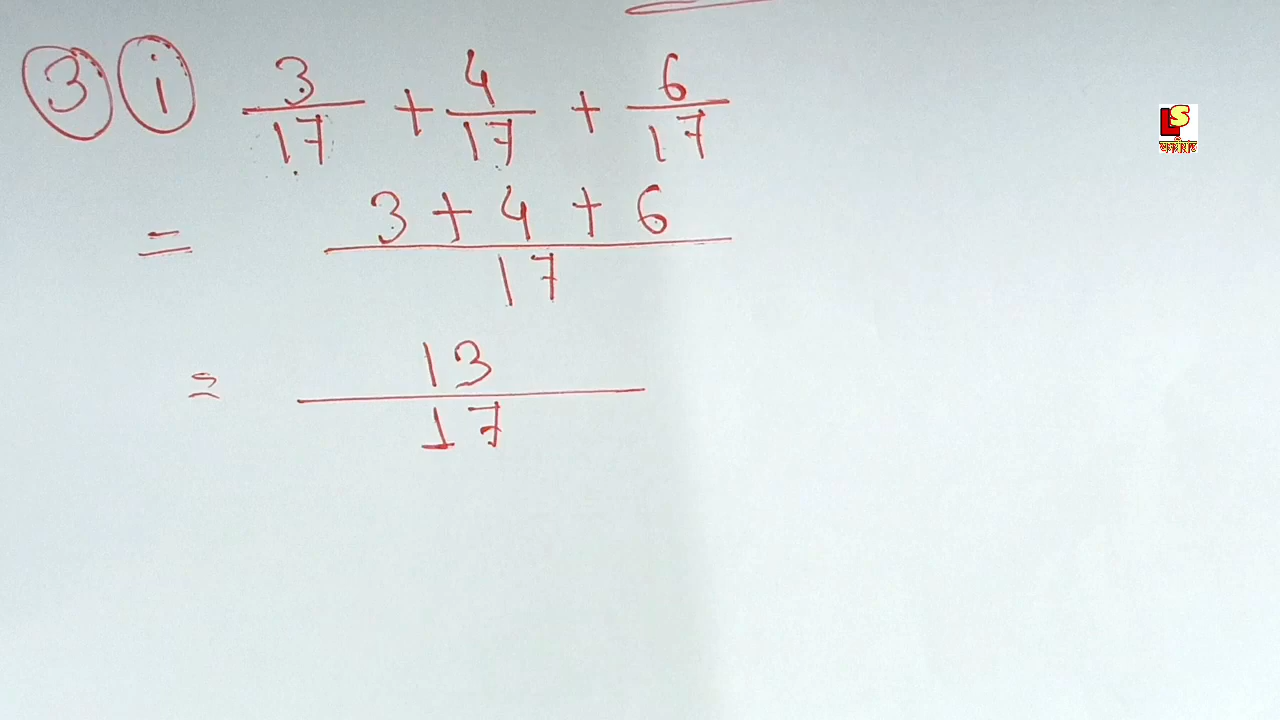 3 i 3/17 + 4/17 + 6/17
= 3 + 4 + 6 / 17
= 13/17
LS